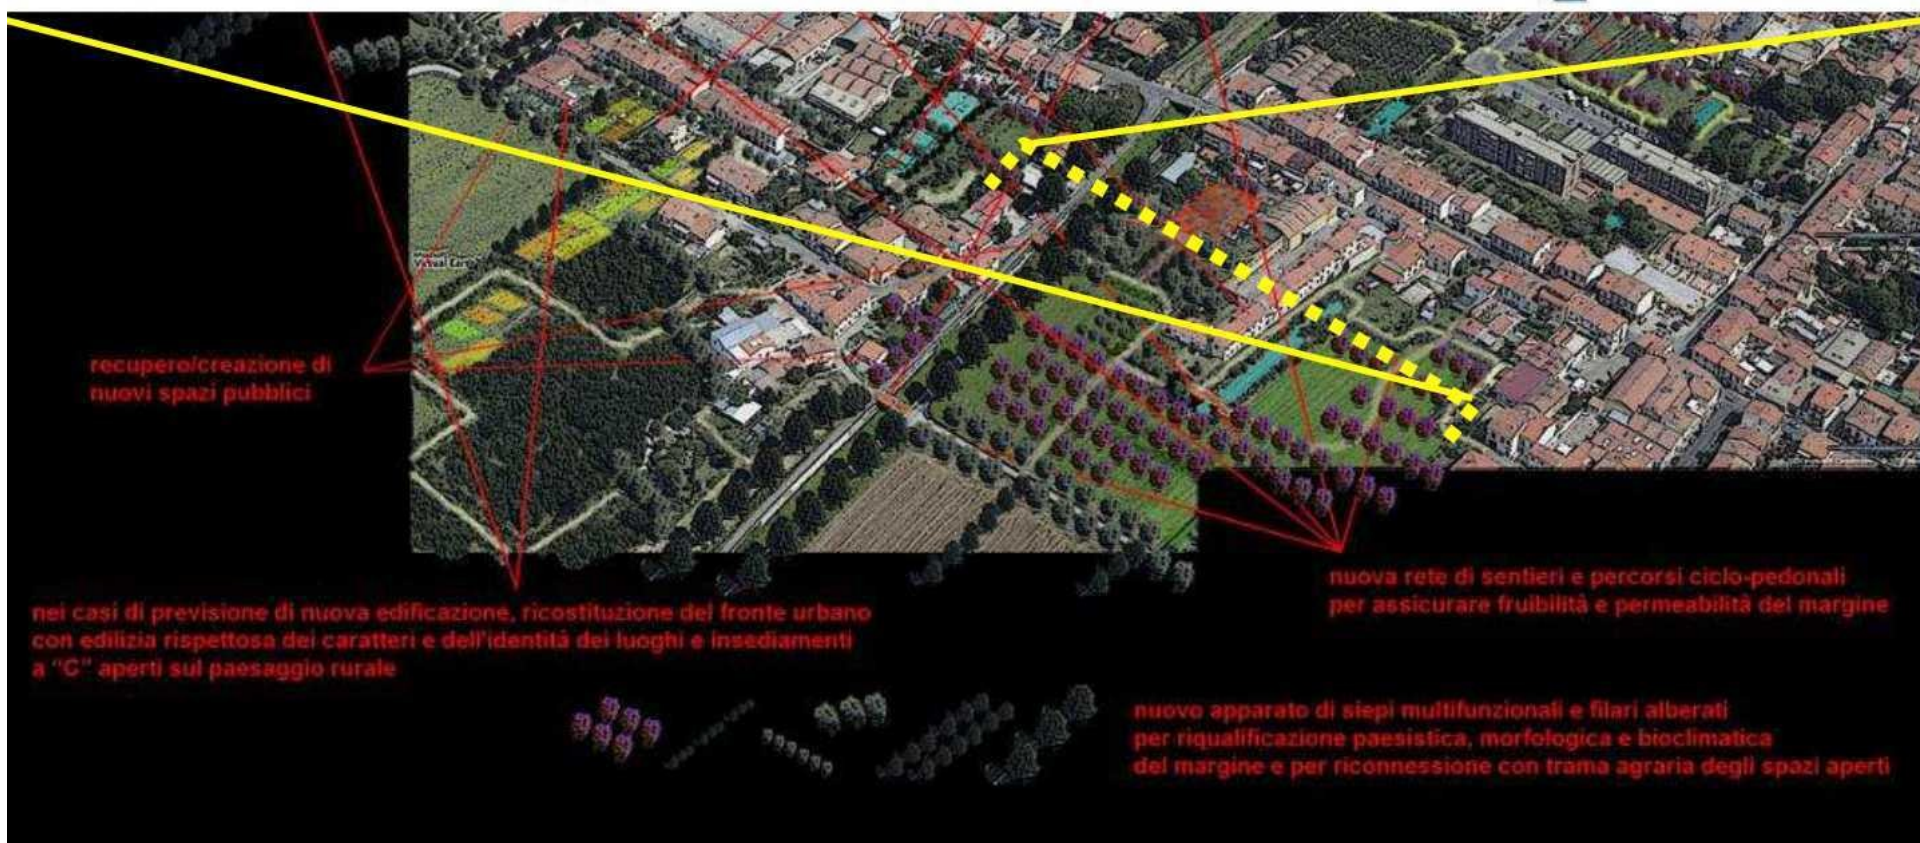 Virtual Earth
recupero/creazione di
nuovi spazi pubblici
nuova rete di sentieri e percorsi ciclo-pedonali
per assicurare fruibilità e permeabilità del margine
nei casi di previsione di nuova edificazione, ricostituzione del fronte urbano
con edilizia rispettosa dei caratteri e dell'identità dei luoghi e insediamenti
a "C" aperti sul paesaggio rurale
nuovo apparato di siepi multifunzionali e filari alberati
per riqualificazione paesistica, morfologica e bioclimatica
del margine e per riconnessione con trama agraria degli spazi aperti